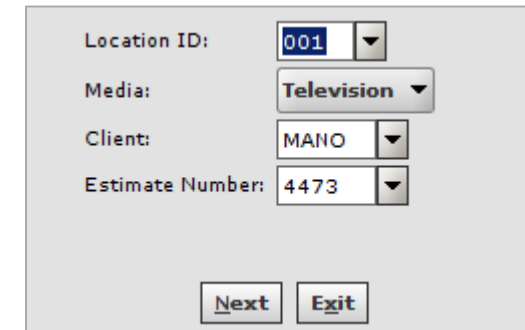 Location ID: 001
Media: Television
Client: MANO
Estimate Number: 4473
Next Exit